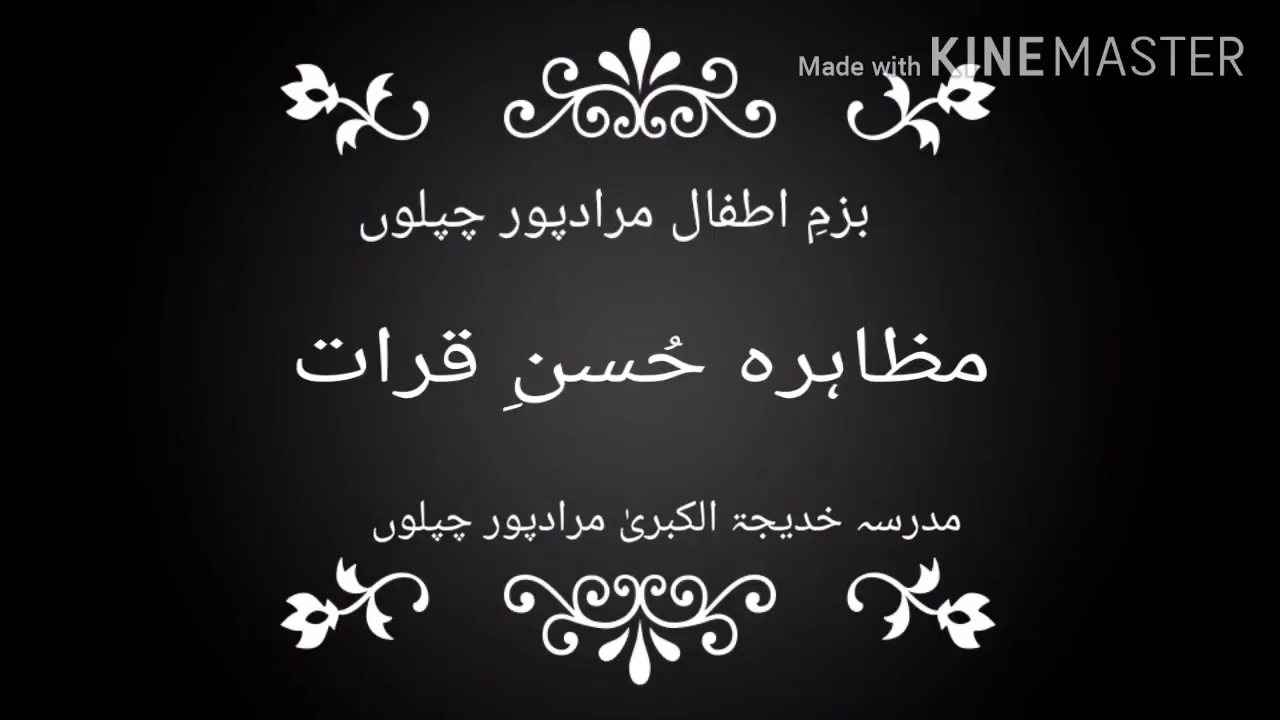 Made with KINEMASTER
بزمِ اطفال مرادپور چپلوں
مظاہرہ حُسنِ قرات
مدرسہ خدیجۃ الکبریٰ مرادپور چپلوں